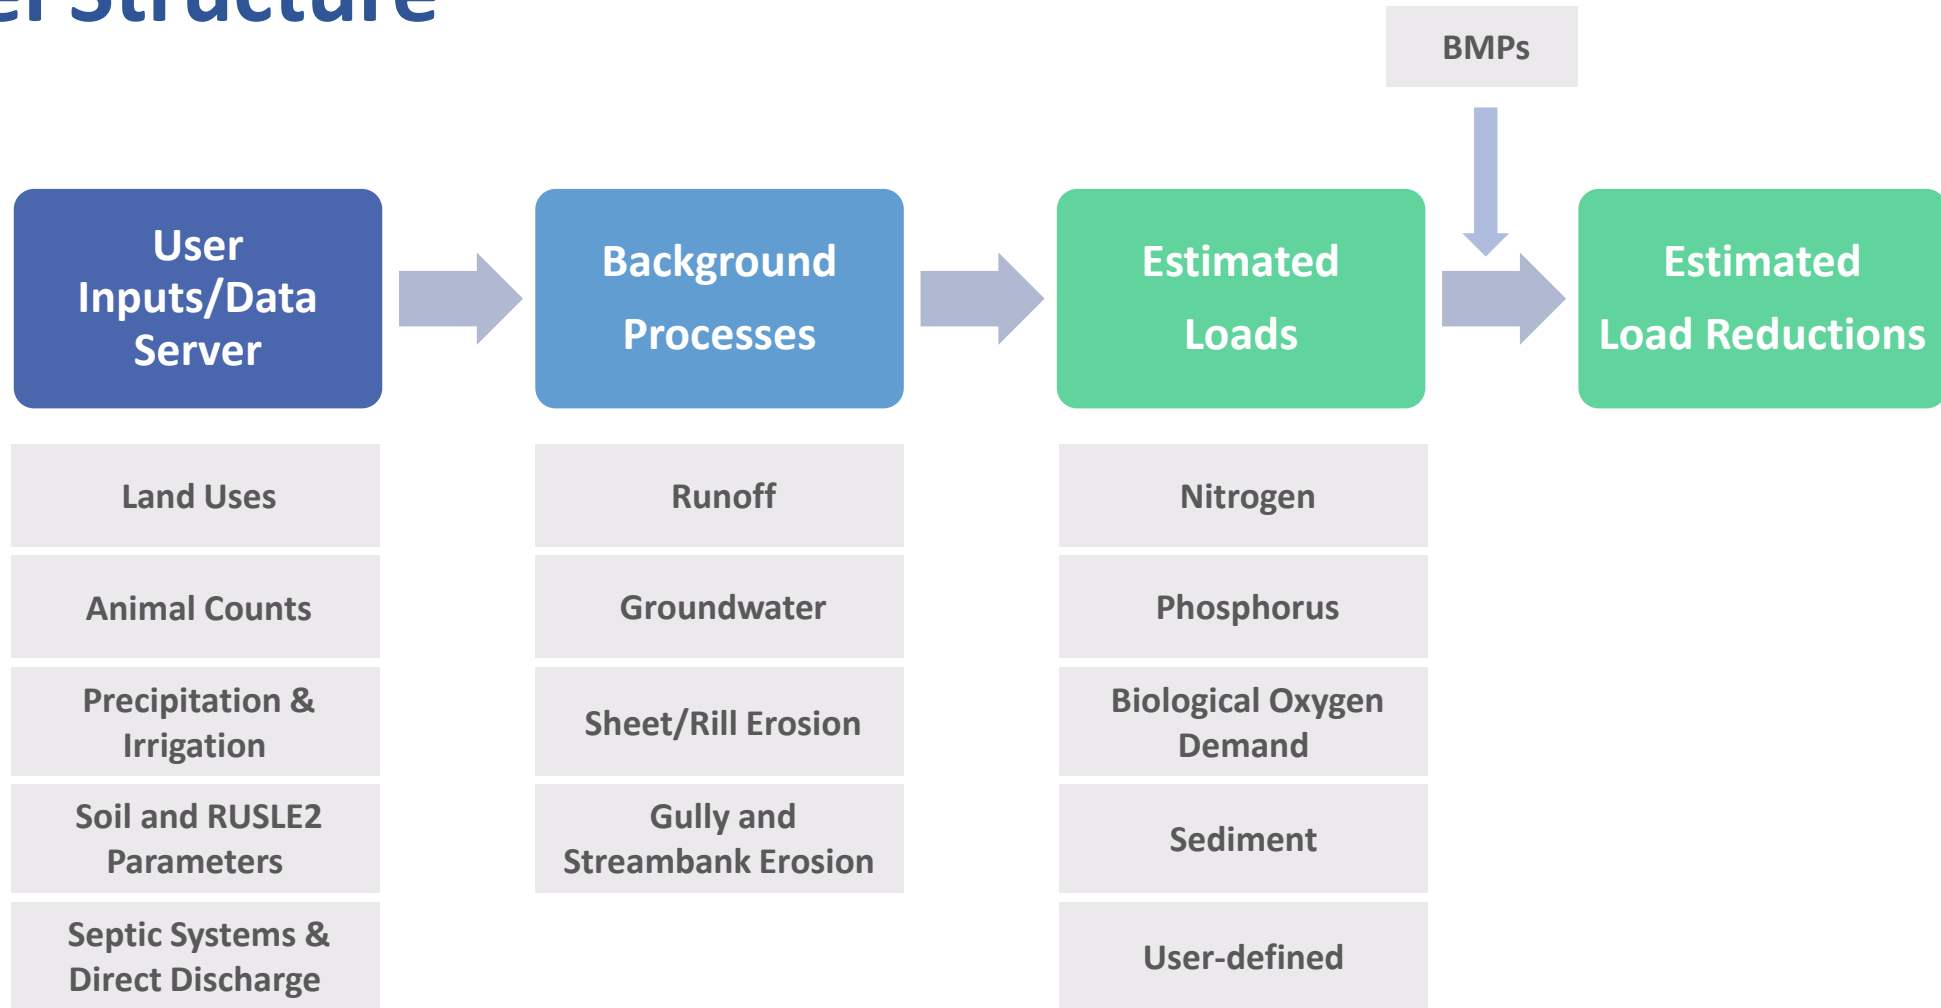 el Structure
BMPs
User
Inputs/Data
Server
Background
Processes
Estimated
Loads
Estimated
Load Reductions
Land Uses
Animal Counts
Precipitation &
Irrigation
Soil and RUSLE2
Parameters
Septic Systems &
Direct Discharge
Runoff
Groundwater
Sheet/Rill Erosion
Gully and
Streambank Erosion
Nitrogen
Phosphorus
Biological Oxygen
Demand
Sediment
User-defined